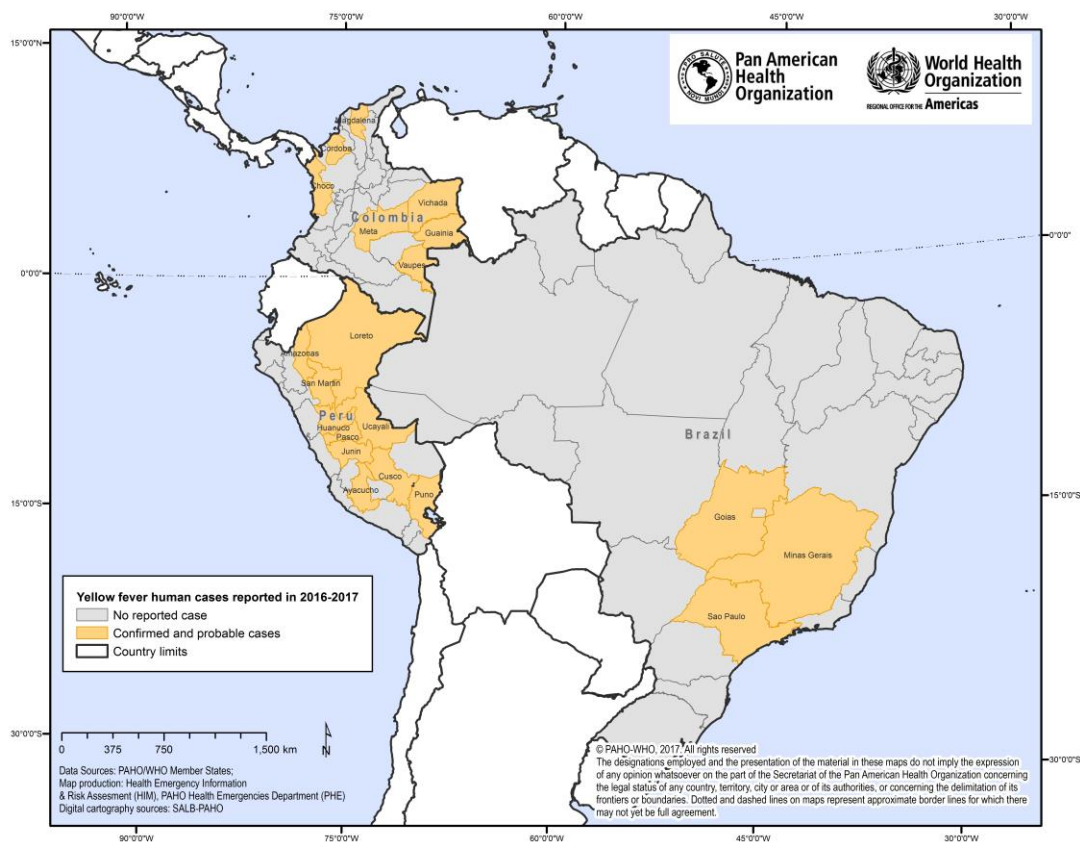 90°0'0"W 75°0'0"W 60°0'0"W 45°0'0"W 30°0'0"W
15°0'0"N
PRO SALUTE
NOVI MUNDI
Pan American
Health
Organization
World Health
Organization
REGIONAL OFFICE FOR THE Americas
Magdalena
Cordoba
Choco
Vichada
Colombia
Meta
Guainia
Vaupes
0°0'0"
0°0'0"
Loreto
Amazonas
San Martin
Peru
Huanuco
Ucayali
Pasco
Junin
Cusco
Ayacucho
Puno
Brazil
15°0'0"S
15°0'0"S
Goias
Minas Gerais
Sao Paulo
Yellow fever human cases reported in 2016-2017
No reported case
Confirmed and probable cases
Country limits
30°0'0"S
30°0'0"S
0 375 750 1,500 km
N
Data Sources: PAHO/WHO Member States;
Map production: Health Emergency Information
& Risk Assesment (HIM), PAHO Health Emergencies Department (PHE)
Digital cartography sources: SALB-PAHO
© PAHO-WHO, 2017. All rights reserved
The designations employed and the presentation of the material in these maps do not imply the expression
of any opinion whatsoever on the part of the Secretariat of the Pan American Health Organization concerning
the legal status of any country, territory, city or area or of its authorities, or concerning the delimitation of its
frontiers or boundaries. Dotted and dashed lines on maps represent approximate border lines for which there
may not yet be full agreement.
90°0'0"W 75°0'0"W 60°0'0"W 45°0'0"W 30°0'0"W